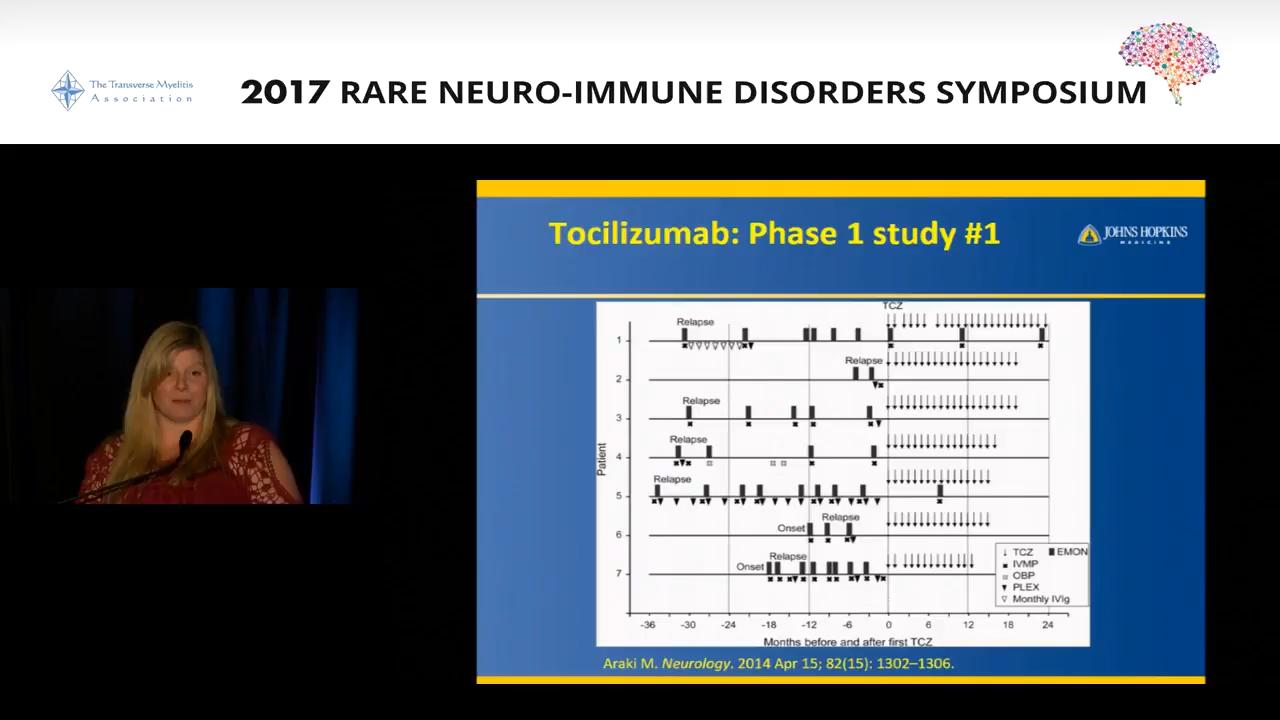 The Transverse Myelitis
Association
2017 RARE NEURO-IMMUNE DISORDERS SYMPOSIUM
Tocilizumab: Phase 1 study #1
JOHNS HOPKINS
MEDICINE
TCZ
Relapse
1
Relapse
2
Relapse
3
Relapse
4
Relapse
5
Relapse
Onset
6
Relapse
Onset
7
Patient
TCZ EMON
IVMP
OBP
PLEX
Monthly IVIg
-36 -30 -24 -18 -12 -6 0 6 12 18 24
Months before and after first TCZ
Araki M. Neurology. 2014 Apr 15; 82(15): 1302–1306.